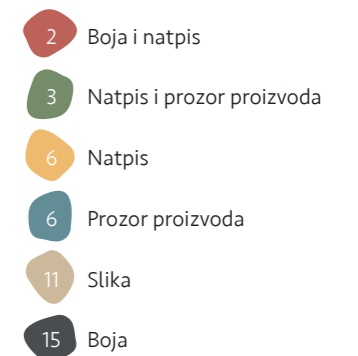 2 Boja i natpis
3 Natpis i prozor proizvoda
6 Natpis
6 Prozor proizvoda
11 Slika
15 Boja